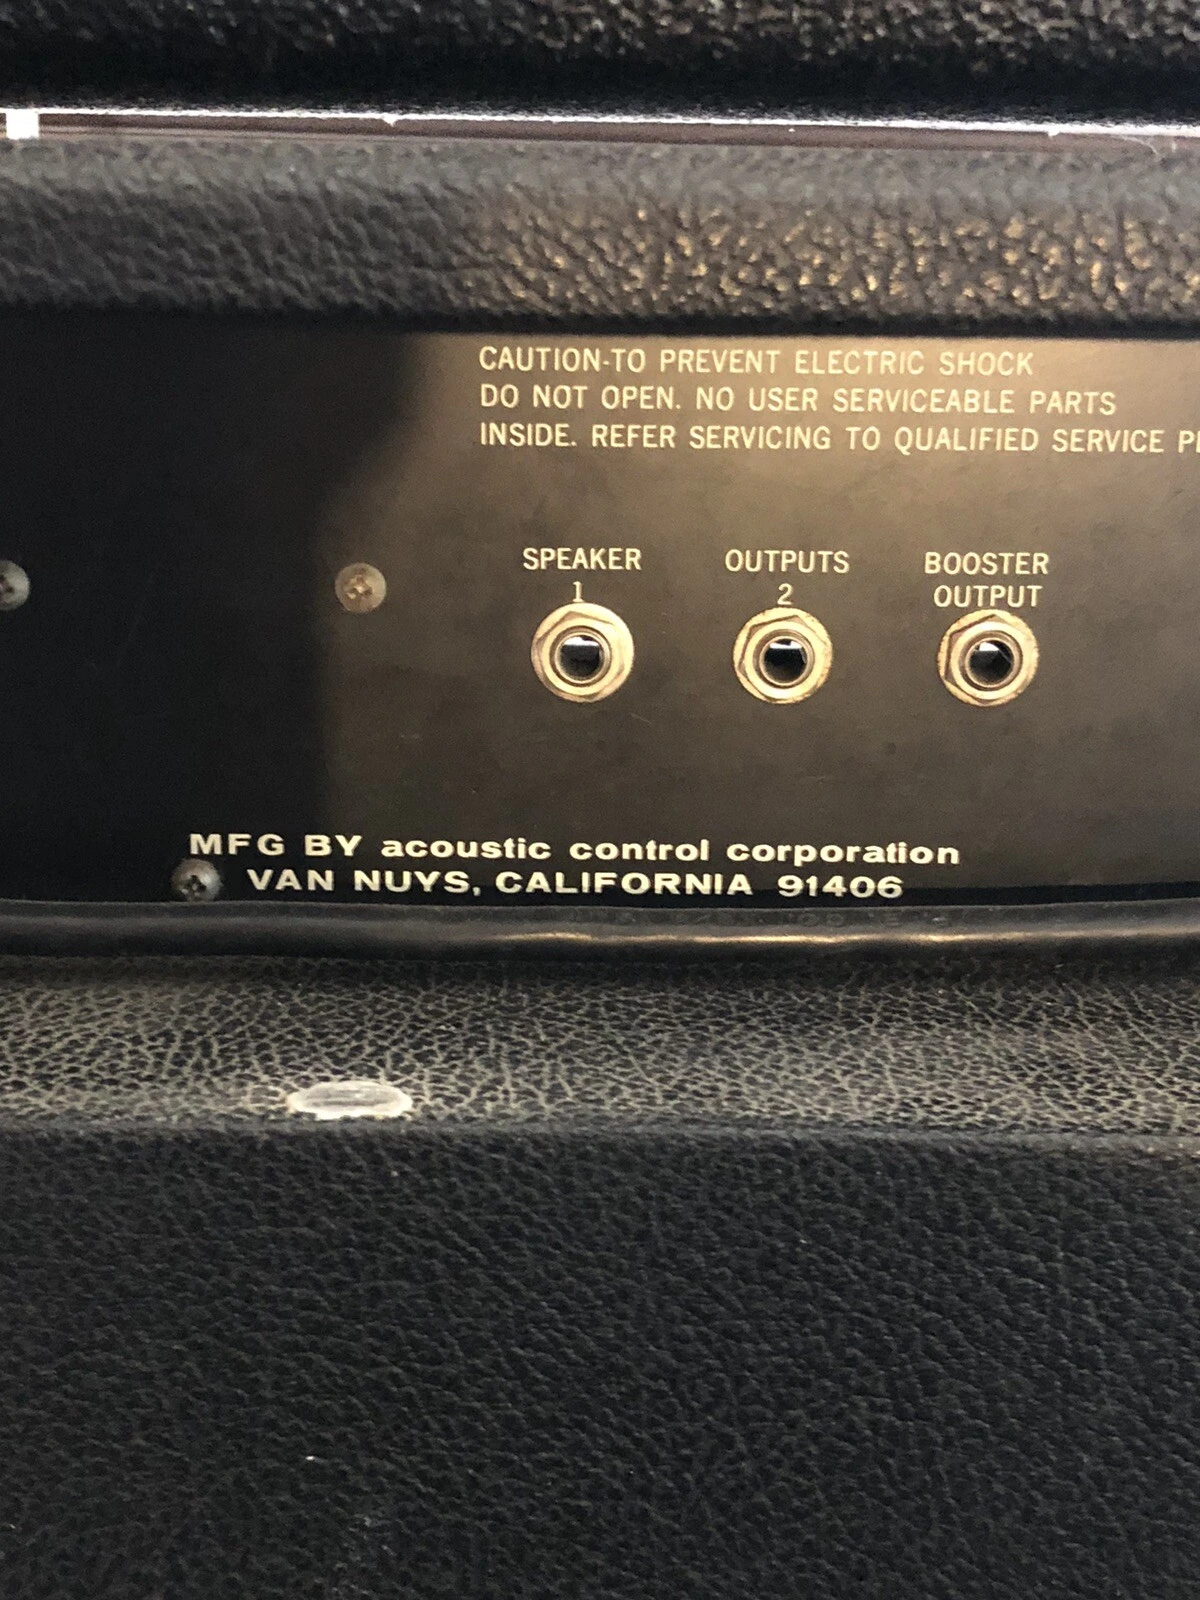 CAUTION-TO PREVENT ELECTRIC SHOCK
DO NOT OPEN. NO USER SERVICEABLE PARTS
INSIDE. REFER SERVICING TO QUALIFIED SERVICE
SPEAKER OUTPUTS BOOSTER
1 2 OUTPUT
MFG BY acoustic control corporation
VAN NUYS, CALIFORNIA 91406